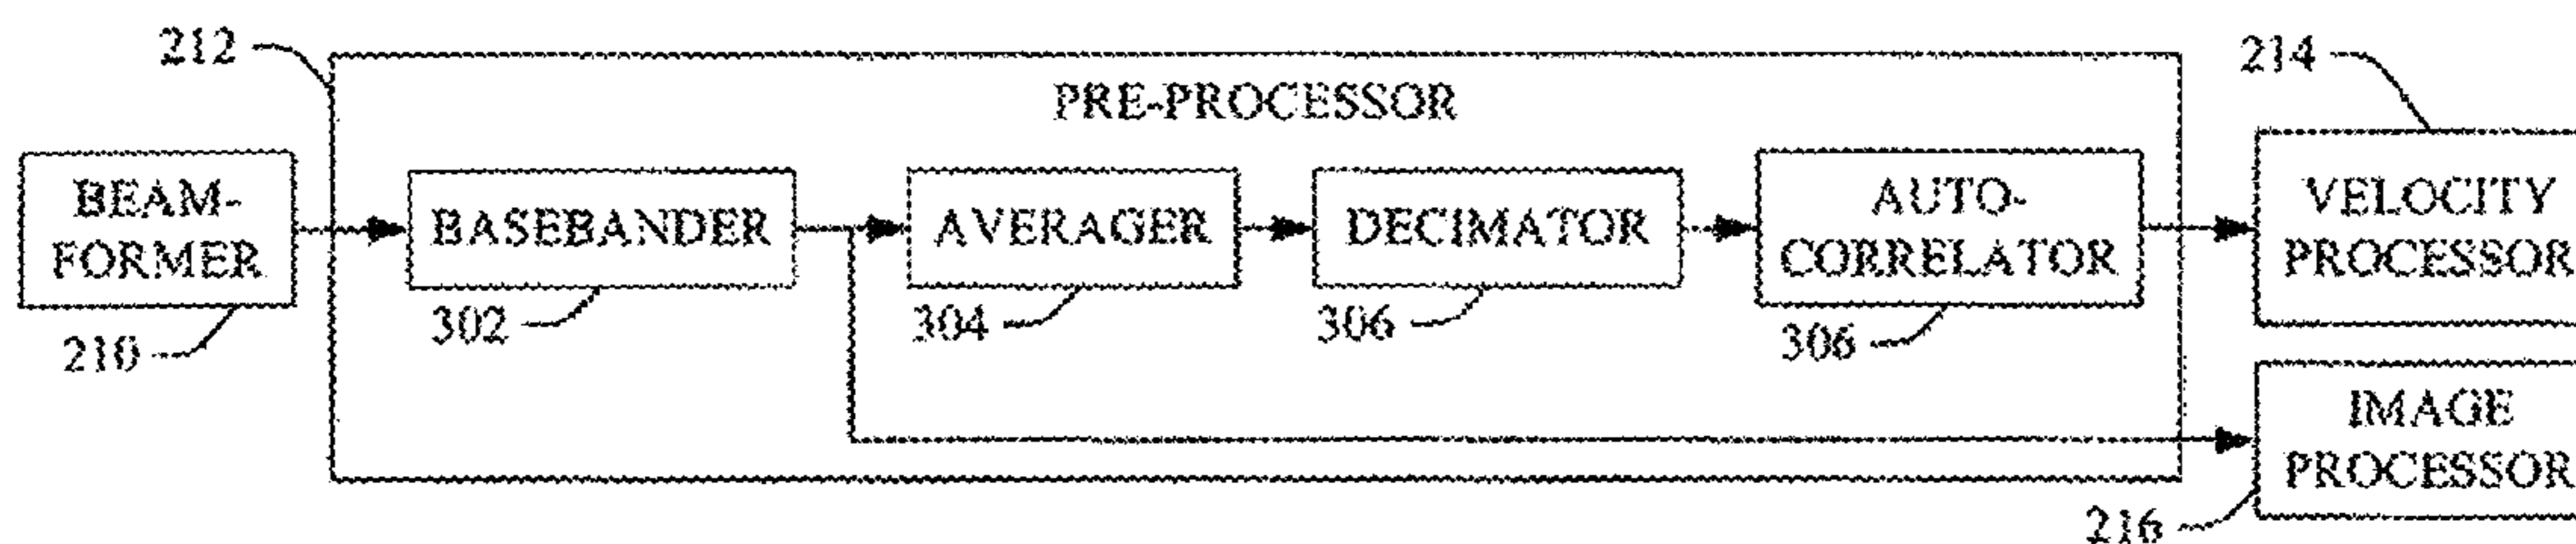 212
214
PRE-PROCESSOR
BEAM-
FORMER
BASEBANDER
AVERAGER
DECIMATOR
AUTO-
CORRELATOR
VELOCITY
PROCESSOR
210
302
304
306
306
IMAGE
PROCESSOR
216